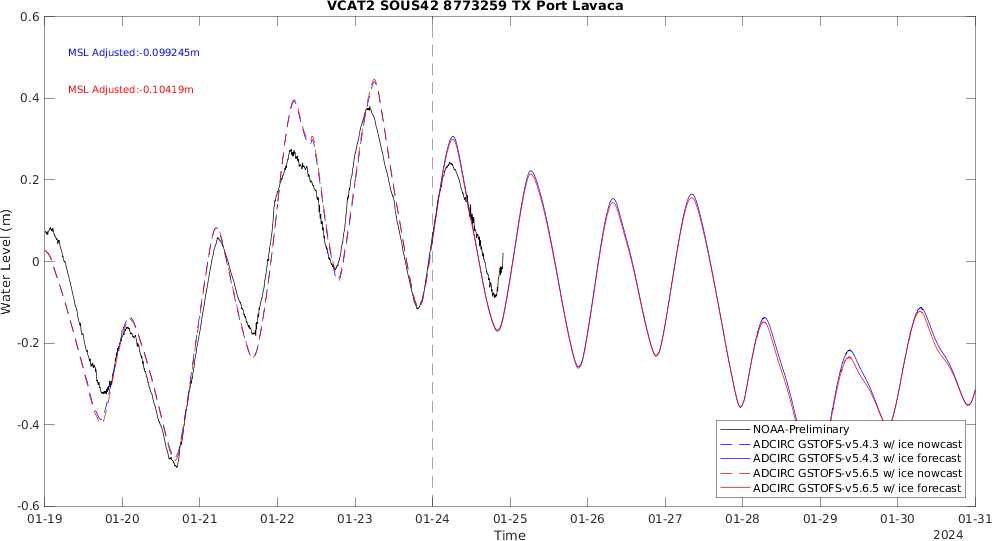 VCAT2 SOUS42 8773259 TX Port Lavaca
0.6
MSL Adjusted:-0.099245m
MSL Adjusted:-0.10419m
0.4
0.2
0
-0.2
-0.4
-0.6
Water Level (m)
NOAA-Preliminary
ADCIRC GSTOFS-v5.4.3 w/ ice nowcast
ADCIRC GSTOFS-v5.4.3 w/ ice forecast
ADCIRC GSTOFS-v5.6.5 w/ ice nowcast
ADCIRC GSTOFS-v5.6.5 w/ ice forecast
01-19 01-20 01-21 01-22 01-23 01-24 01-25 01-26 01-27 01-28 01-29 01-30 01-31
Time
2024